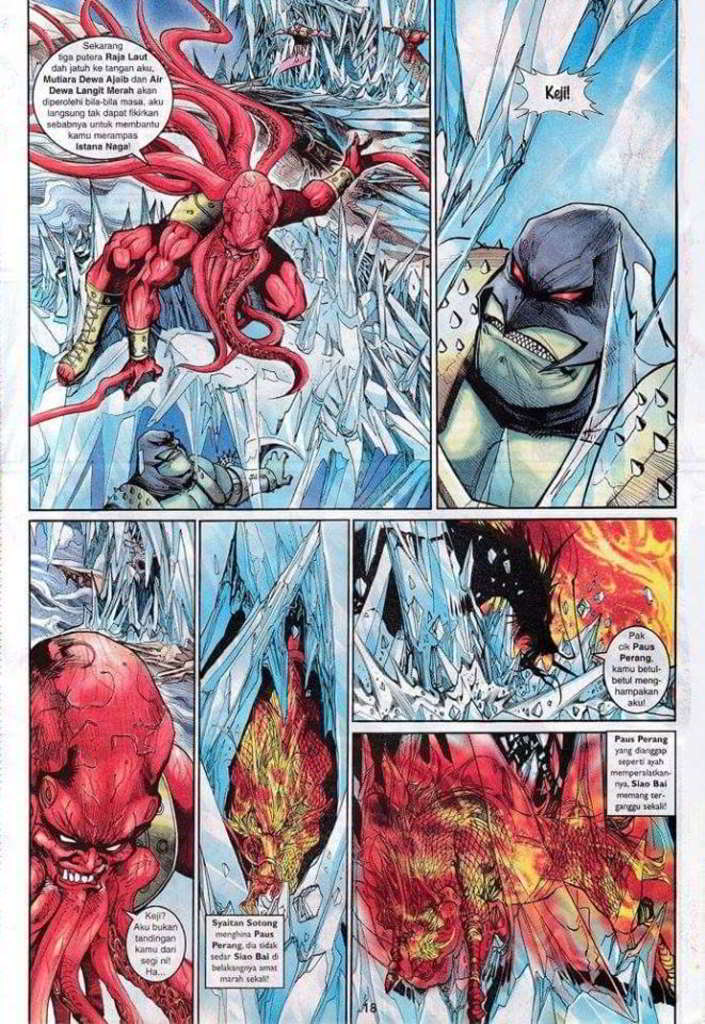 Sekarang
tiga putera Raja Laut
dah jatuh ke tangan aku,
Mutiara Dewa Ajaib dan Air
Dewa Langit Merah akan
diperolehi bila-bila masa, aku
langsung tak dapat fikirkan
sebabnya untuk membantu
kamu merampas
Istana Naga!
Keji!
Keji?
Aku bukan
tandingan
kamu dari
segi ni!
Ha...
Syaitan Sotong
menghina Paus
Perang, dia tidak
sedar Siao Bai di
belakangnya amat
marah sekali!
Pak
cik Paus
Perang,
kamu betul-
betul meng-
hampakan
aku!
Paus Perang
yang dianggap
seperti ayah
memperalatkan-
nya, Siao Bai
memang ter-
ganggu sekali!
18